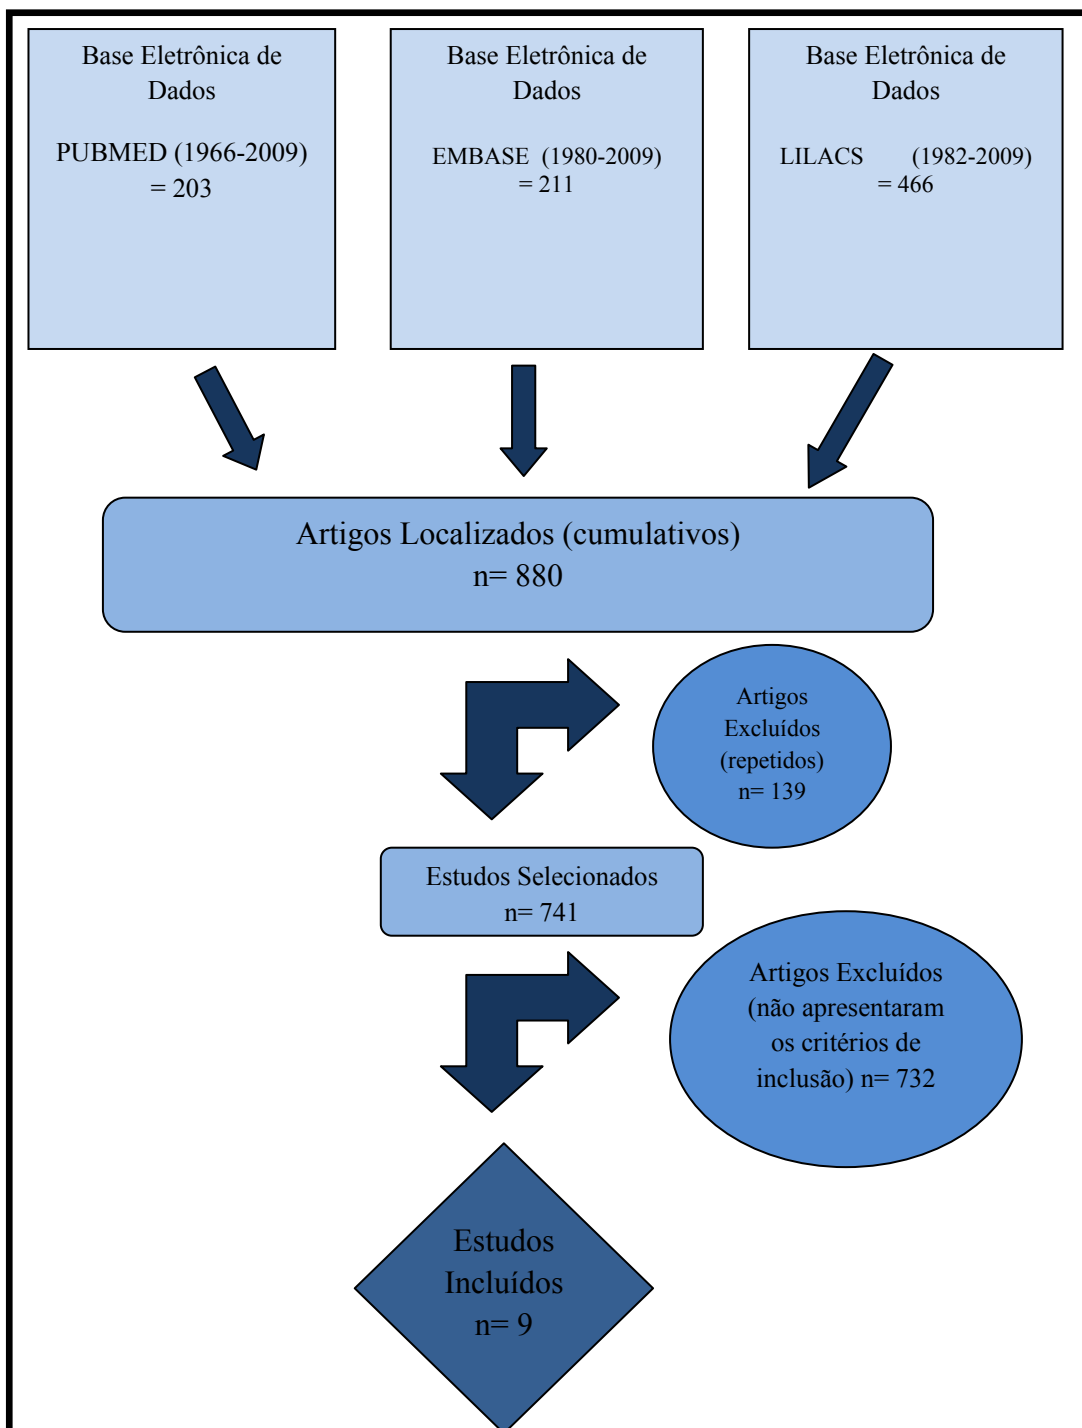 Base Eletrônica de
Dados
PUBMED (1966-2009)
= 203
Base Eletrônica de
Dados
EMBASE (1980-2009)
= 211
Base Eletrônica de
Dados
LILACS (1982-2009)
= 466
Artigos Localizados (cumulativos)
n= 880
Artigos
Excluídos
(repetidos)
n= 139
Estudos Selecionados
n= 741
Artigos Excluídos
(não apresentaram
os critérios de
inclusão) n= 732
Estudos
Incluídos
n= 9